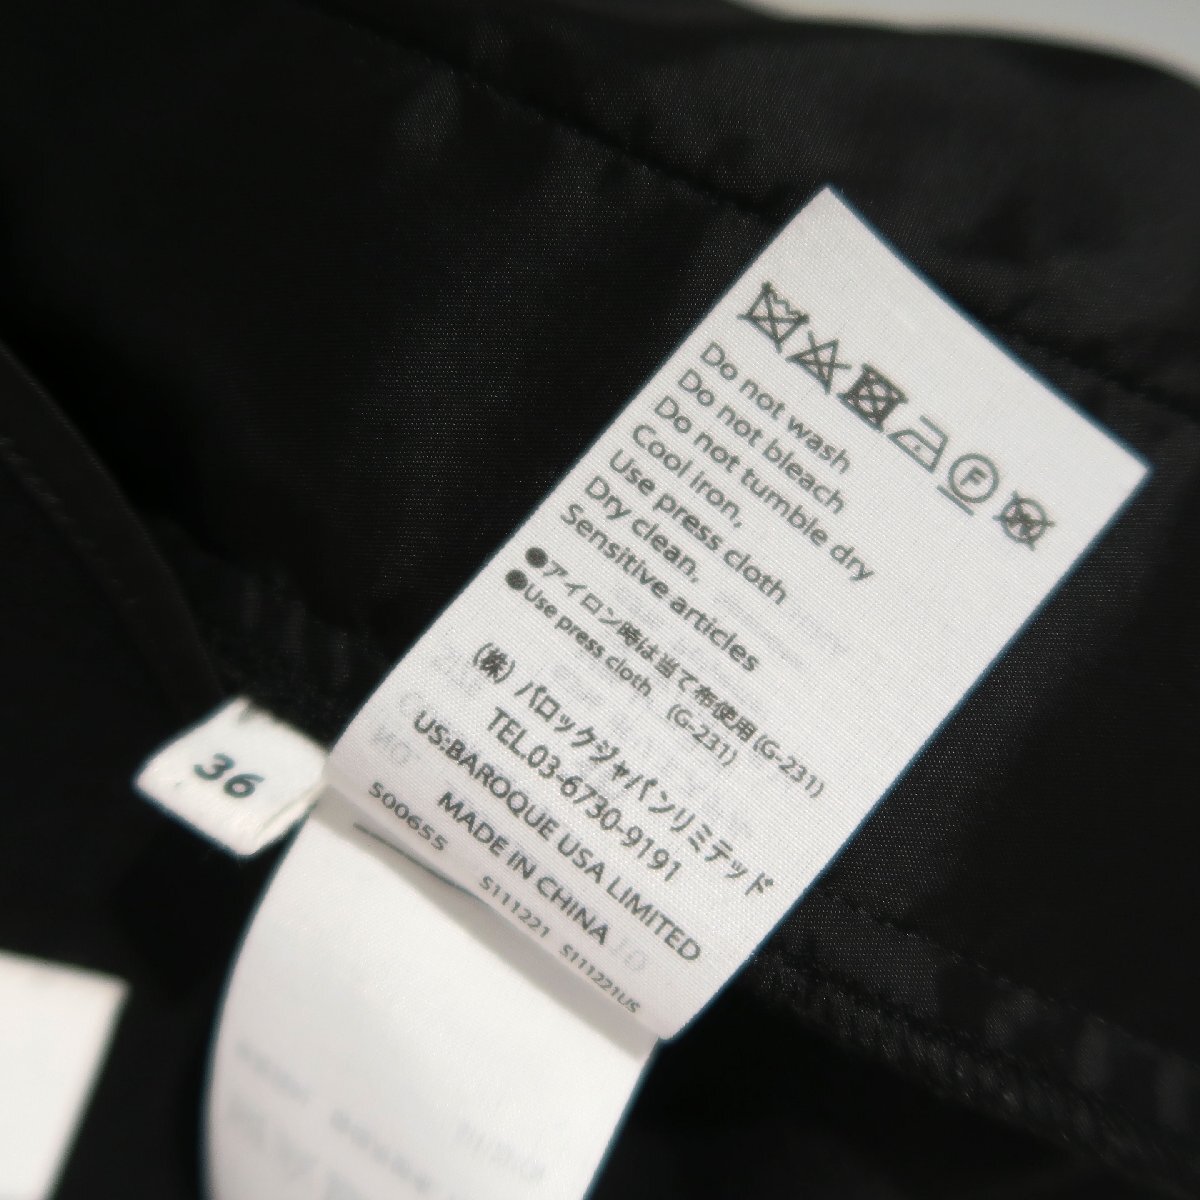 F
W
Do not wash
Do not bleach
Do not tumble dry
Cool iron,
Use press cloth
Dry clean,
Sensitive articles
●アイロン時は当て布使用(G-231)
●Use press cloth (G-231)
(株) バロックジャパンリミテッド
TEL.03-6730-9191
US:BAROQUE USA LIMITED
MADE IN CHINA
500655 S111221 S111221US
36